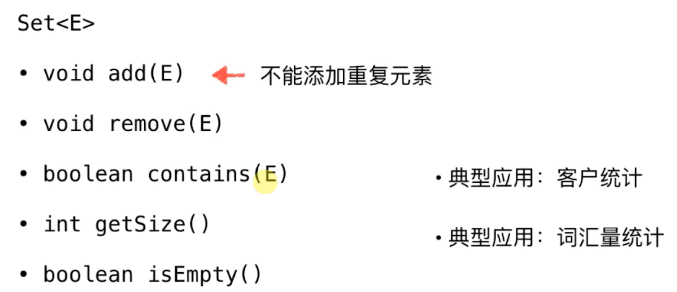 Set<E>
• void add(E) 不能添加重复元素
• void remove(E)
• boolean contains(E)
• 典型应用：客户统计
• int getSize()
• 典型应用：词汇量统计
• boolean isEmpty()